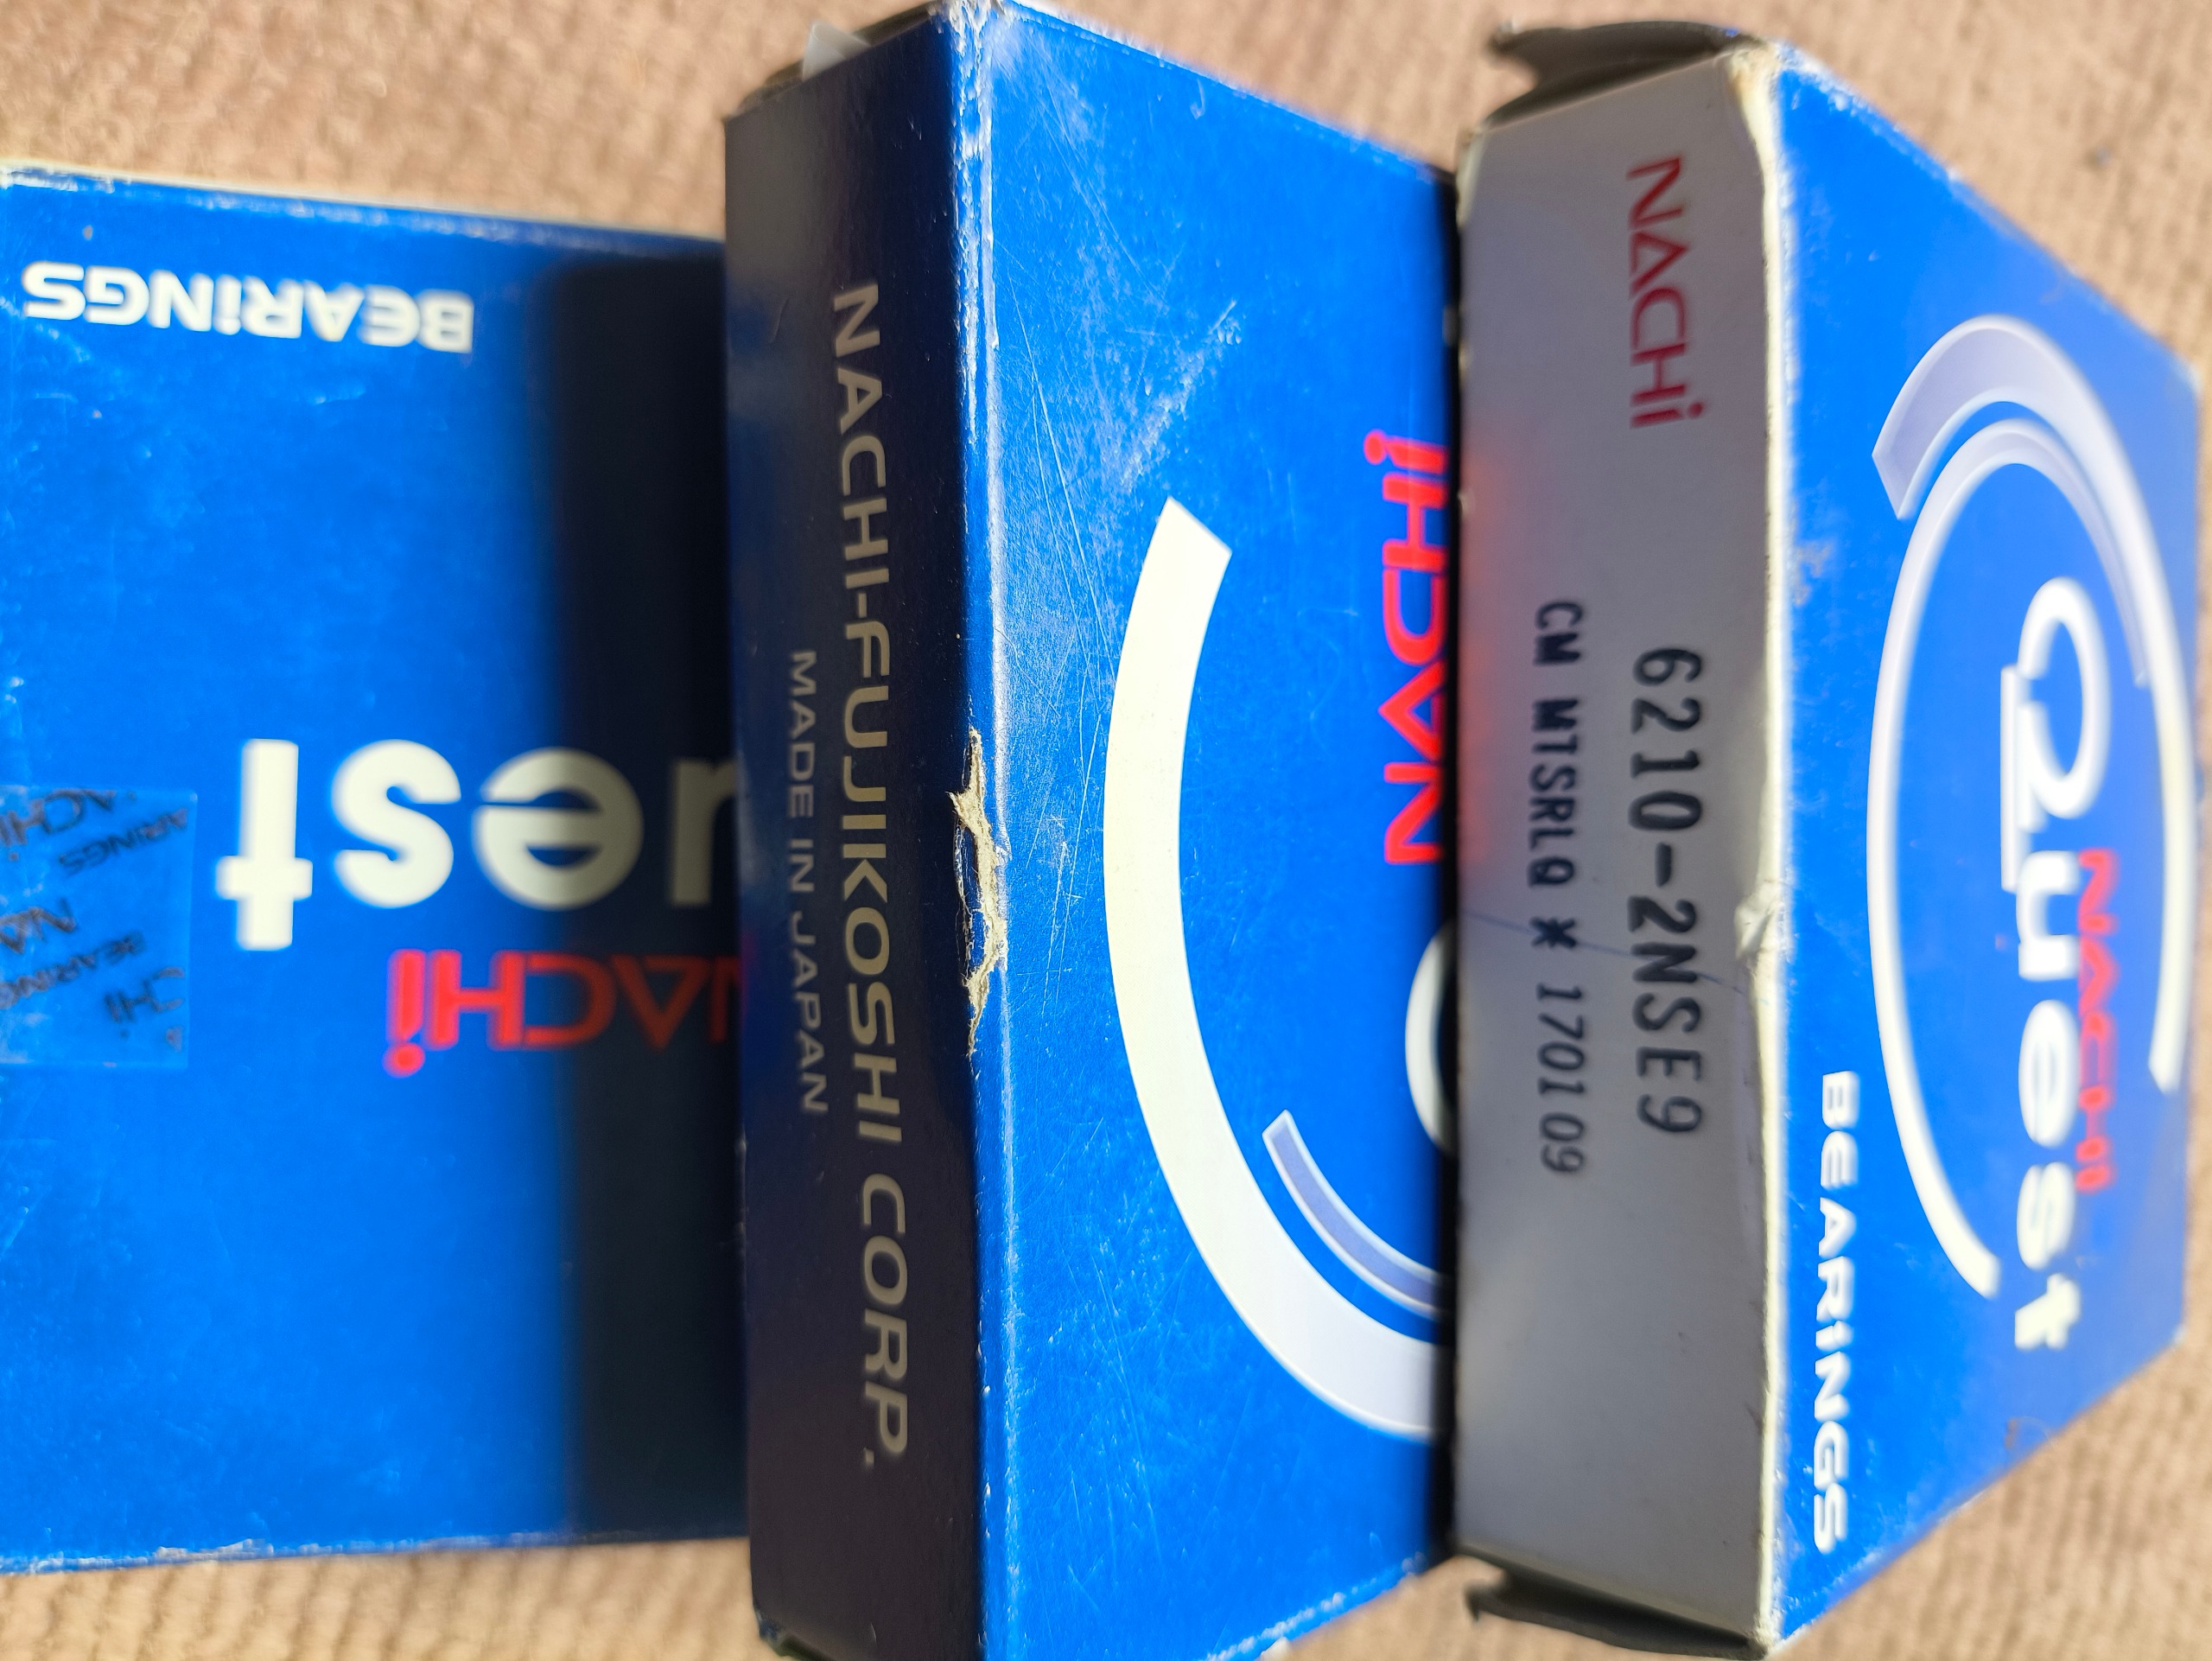 BEARiNGS
uest
NACHi
NACHI-FUJIKOSHI CORP.
MADE IN JAPAN
NACHi
NACHi
6210-2NSE9
CM MTSRLQ * 170109
Quest
NACHi
BEARiNGS